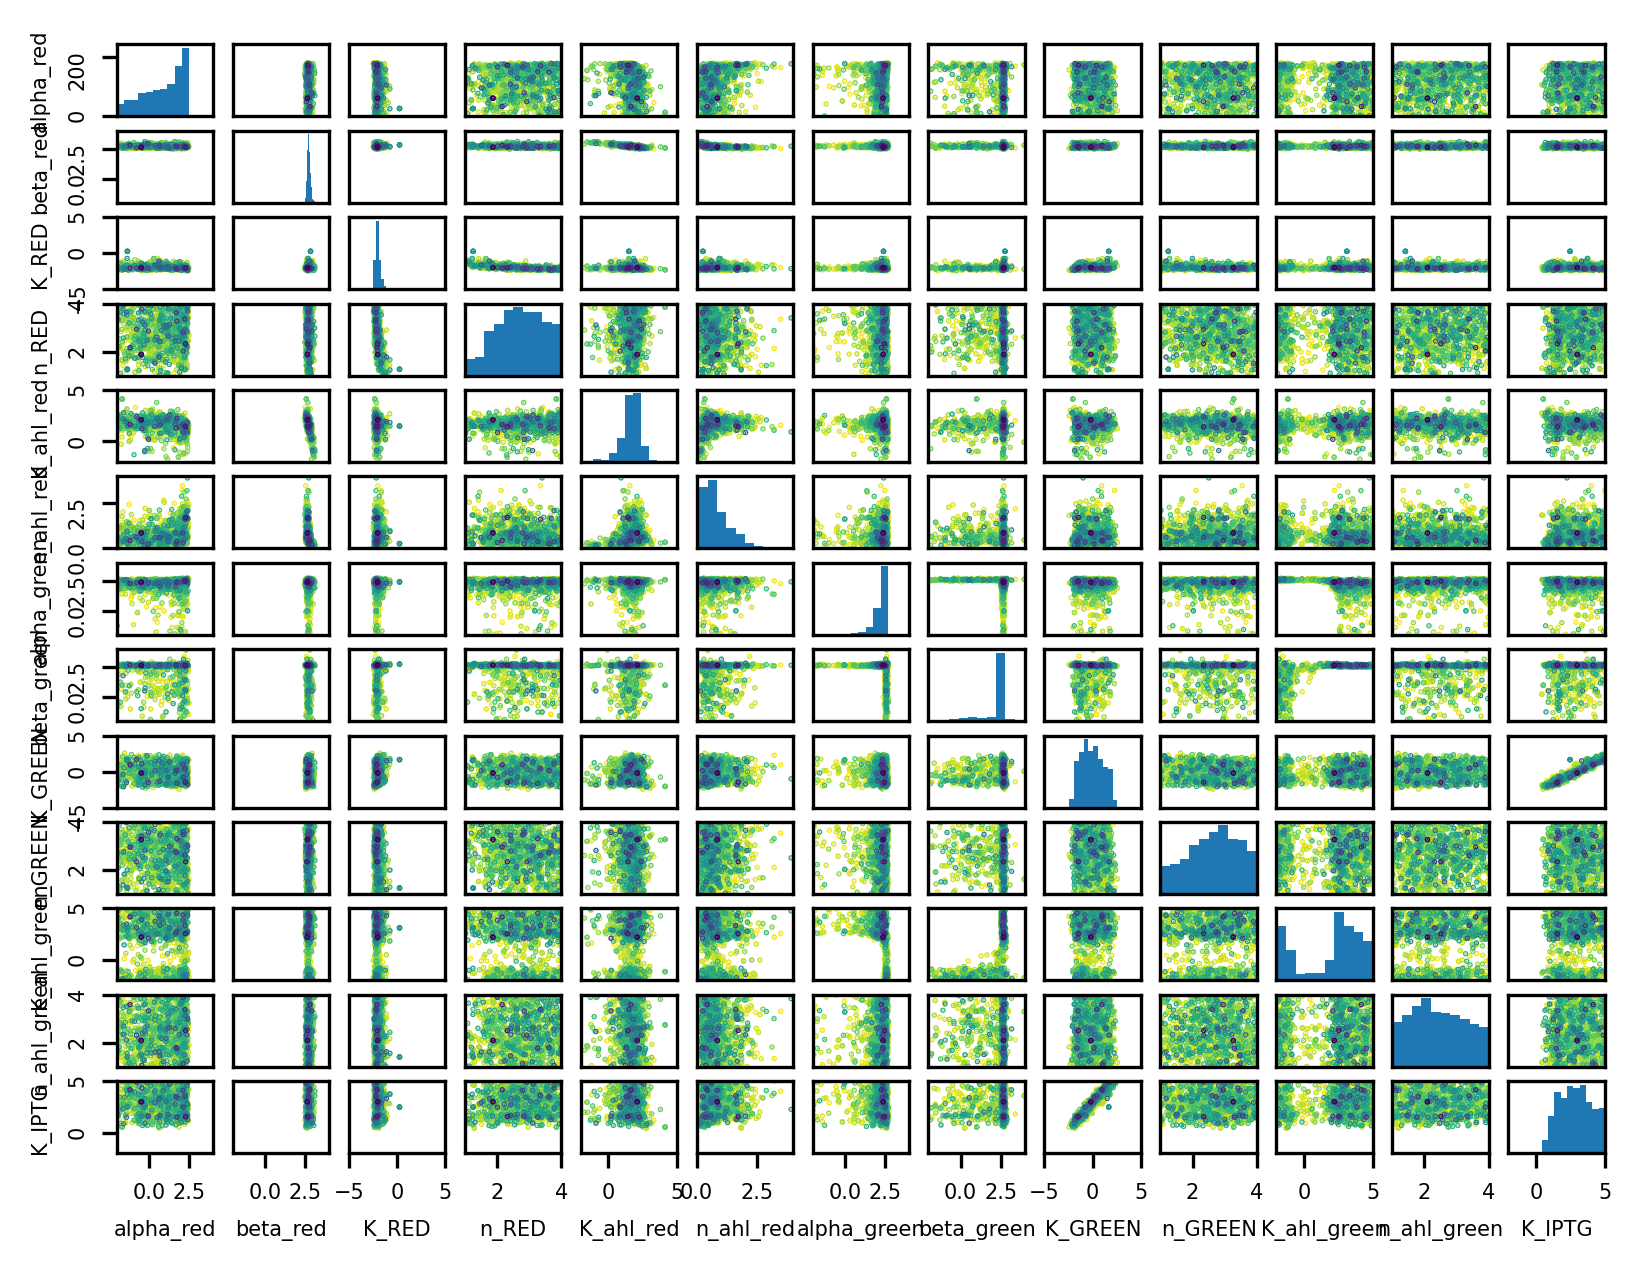 alpha_red
200
0
beta_red
0.02.5
K_RED
5
0
n_RED
2
K_ahl_red
5
0
n_ahl_red
2.5
0.0
alpha_green
0.02.5
beta_green
0.02.5
K_GREEN
5
0
n_GREEN
2
K_ahl_green
5
0
n_ahl_green
4
2
K_IPTG
5
0
0.0 2.5 0.0 2.5 −5 0 5 2 4 0 5 0.0 2.5 0.0 2.5 0.0 2.5 −5 0 5 2 4 0 5 2 4 0 5
alpha_red beta_red K_RED n_RED K_ahl_red n_ahl_red alpha_green beta_green K_GREEN n_GREEN K_ahl_green n_ahl_green K_IPTG